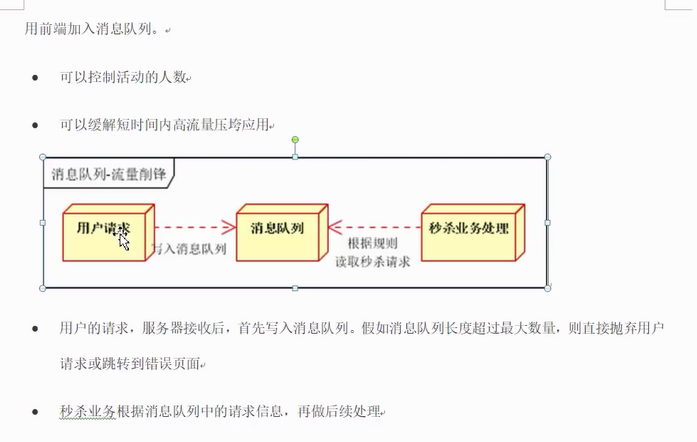 用前端加入消息队列。
可以控制活动的人数
可以缓解短时间内高流量压垮应用
消息队列-流量削锋
用户请求
消息队列
秒杀业务处理
写入消息队列
根据规则
读取秒杀请求
用户的请求，服务器接收后，首先写入消息队列。假如消息队列长度超过最大数量，则直接抛弃用户
请求或跳转到错误页面
秒杀业务根据消息队列中的请求信息，再做后续处理